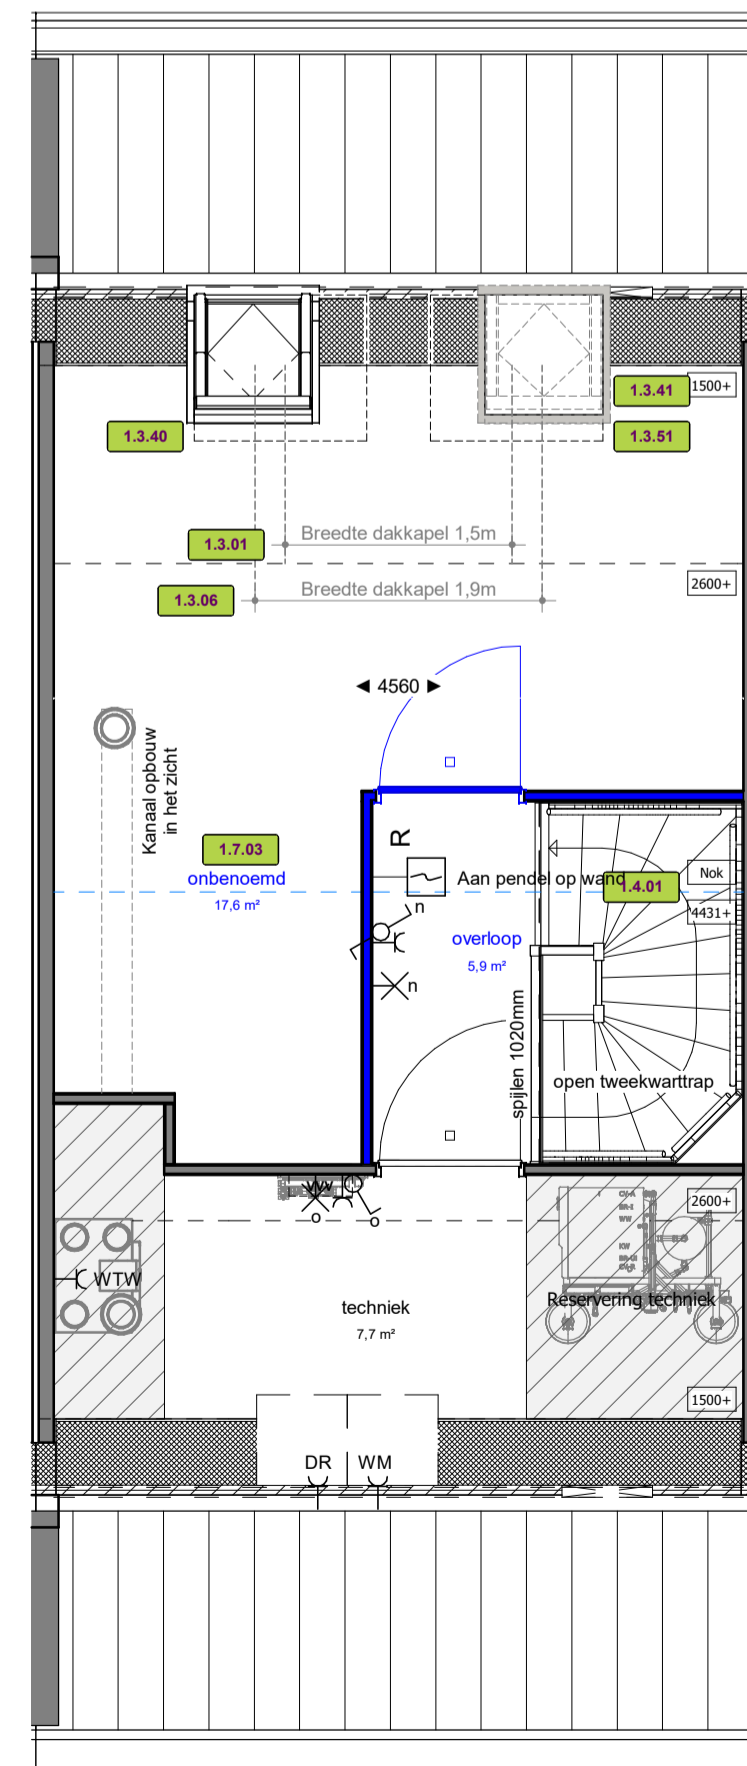 1.3.41
1500+
1.3.40
1.3.51
Breedte dakkapel 1,5m
1.3.01
2600+
Breedte dakkapel 1,9m
1.3.06
4560
Kanaal opbouw
in het zicht
R
1.7.03
onbenoemd
17,6 m²
Aan pendel op wand
Nok
1.4.01
4431+
n
overloop
5,9 m²
n
spijlen 1020mm
open tweekwarttrap
2600+
o
o
CV-A
WW
KW
WTW
Reservering techniek
techniek
7,7 m²
1500+
DR
WM